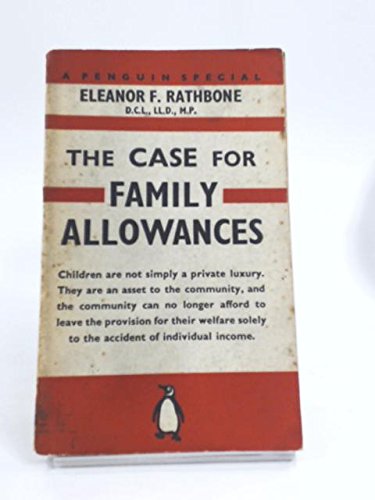 A PENGUIN SPECIAL
ELEANOR F. RATHBONE
D.C.L., LL.D., M.P.
THE CASE FOR
FAMILY
ALLOWANCES
Children are not simply a private luxury.
They are an asset to the community, and
the community can no longer afford to
leave the provision for their welfare solely
to the accident of individual income.